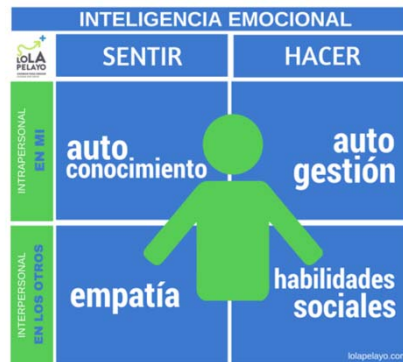 INTELIGENCIA EMOCIONAL
LOLA
PELAYO
SENTIR
HACER
INTRAPERSONAL
EN MI
auto
conocimiento
auto
gestión
INTERPERSONAL
EN LOS OTROS
empatía
habilidades
sociales
lolapelayo.com